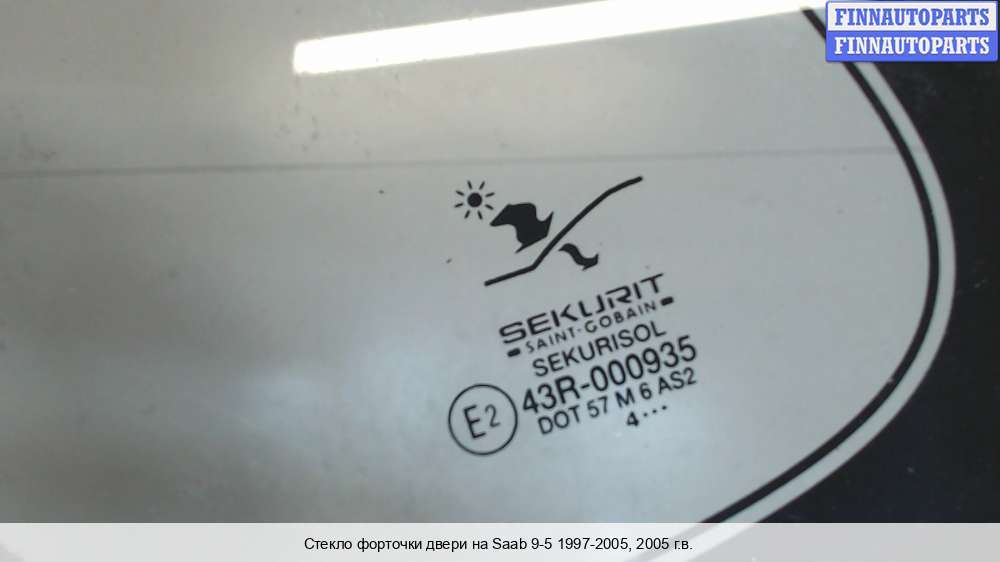 FINNAUTOPARTS
FINNAUTOPARTS
SEKURIT
SAINT-GOBAIN
SEKURISOL
E2
43R-000935
DOT 57 M 6 AS2
4...
Стекло форточки двери на Saab 9-5 1997-2005, 2005 г.в.